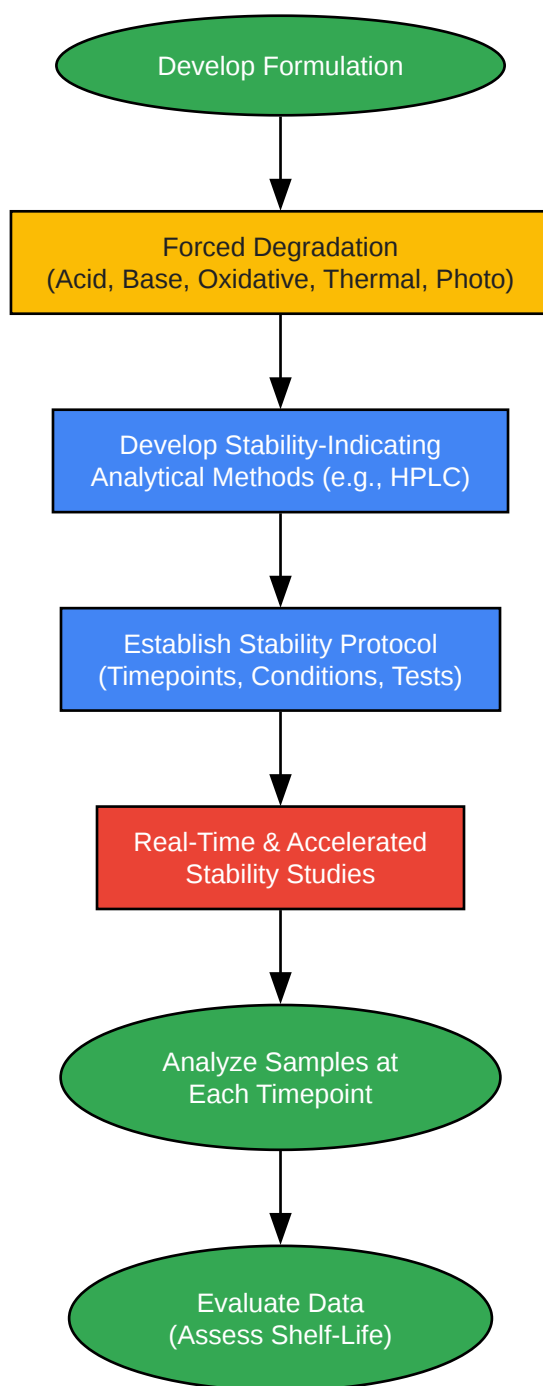 Develop Formulation
Forced Degradation
(Acid, Base, Oxidative, Thermal, Photo)
Develop Stability-Indicating
Analytical Methods (e.g., HPLC)
Establish Stability Protocol
(Timepoints, Conditions, Tests)
Real-Time & Accelerated
Stability Studies
Analyze Samples at
Each Timepoint
Evaluate Data
(Assess Shelf-Life)